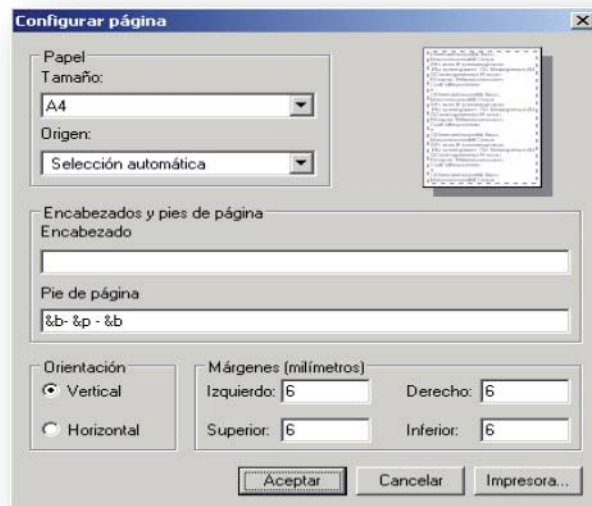 Configurar página
Papel
Tamaño:
A4
Origen:
Selección automática
Encabezados y pies de página
Encabezado
Pie de página
&b- &p - &b
Orientación
Vertical
Horizontal
Márgenes (milímetros)
Izquierdo: 6 Derecho: 6
Superior: 6 Inferior: 6
Aceptar Cancelar Impresora...